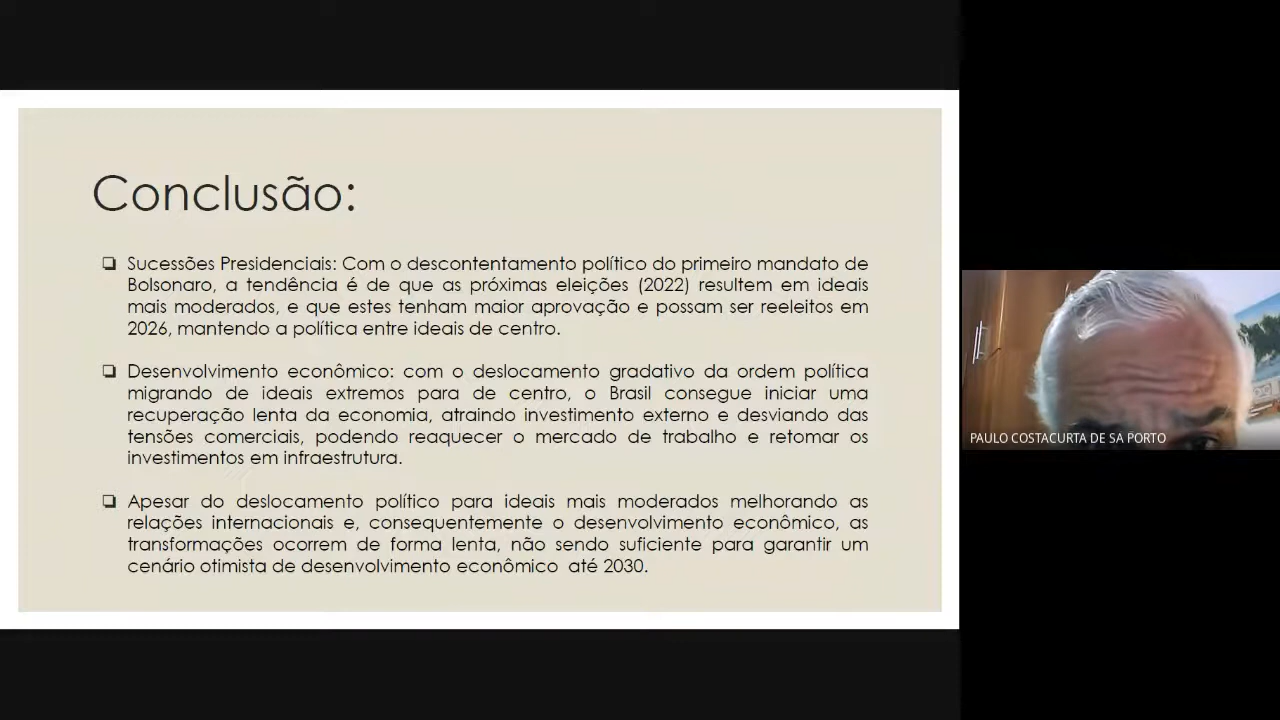 Conclusão:
❑ Sucessões Presidenciais: Com o descontentamento político do primeiro mandato de
Bolsonaro, a tendência é de que as próximas eleições (2022) resultem em ideais
mais moderados, e que estes tenham maior aprovação e possam ser reeleitos em
2026, mantendo a política entre ideais de centro.
❑ Desenvolvimento econômico: com o deslocamento gradativo da ordem política
migrando de ideais extremos para de centro, o Brasil consegue iniciar uma
recuperação lenta da economia, atraindo investimento externo e desviando das
tensões comerciais, podendo reaquecer o mercado de trabalho e retomar os
investimentos em infraestrutura.
❑ Apesar do deslocamento político para ideais mais moderados melhorando as
relações internacionais e, consequentemente o desenvolvimento econômico, as
transformações ocorrem de forma lenta, não sendo suficiente para garantir um
cenário otimista de desenvolvimento econômico  até 2030.
PAULO COSTACURTA DE SA PORTO